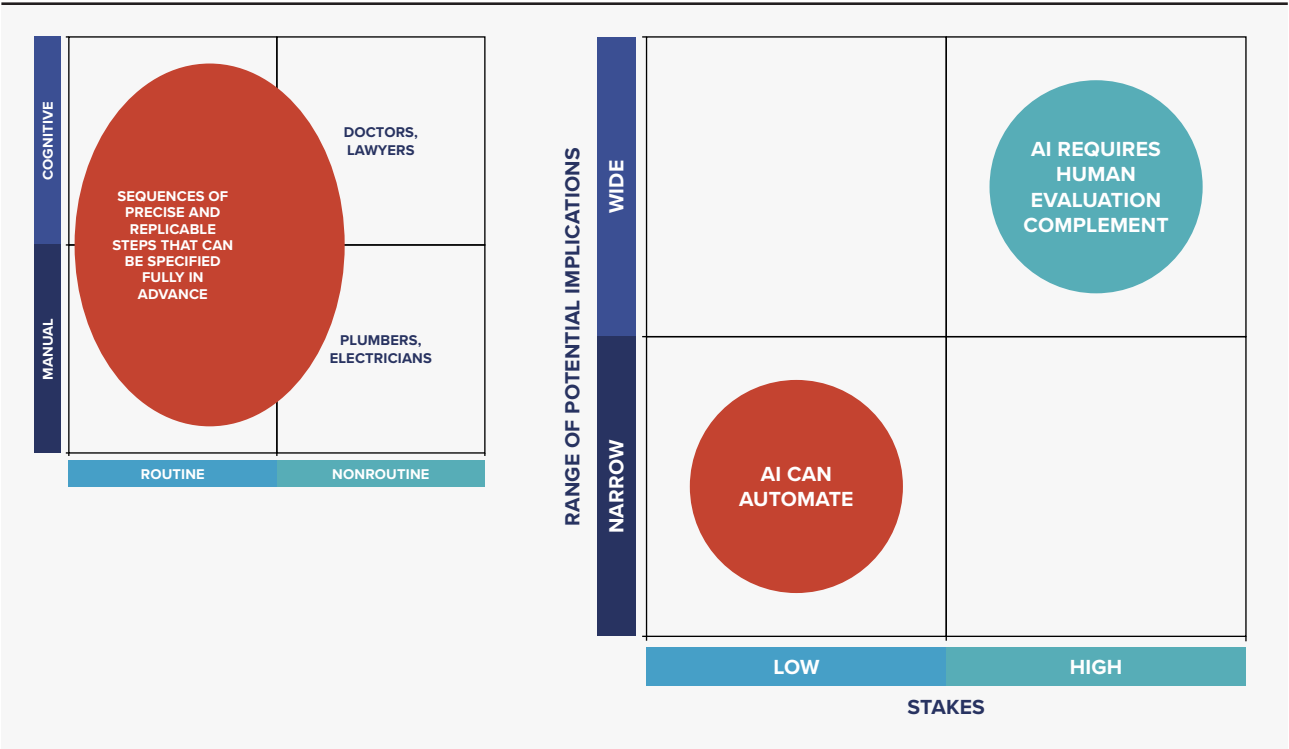 COGNITIVE
MANUAL
SEQUENCES OF
PRECISE AND
REPLICABLE
STEPS THAT CAN
BE SPECIFIED
FULLY IN
ADVANCE
DOCTORS,
LAWYERS
PLUMBERS,
ELECTRICIANS
ROUTINE
NONROUTINE
RANGE OF POTENTIAL IMPLICATIONS
WIDE
NARROW
AI REQUIRES
HUMAN
EVALUATION
COMPLEMENT
AI CAN
AUTOMATE
LOW
HIGH
STAKES